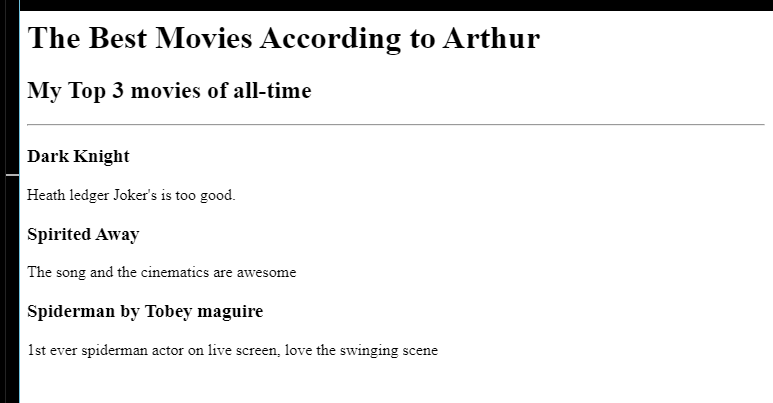 The Best Movies According to Arthur
My Top 3 movies of all-time
Dark Knight
Heath ledger Joker's is too good.
Spirited Away
The song and the cinematics are awesome
Spiderman by Tobey maguire
1st ever spiderman actor on live screen, love the swinging scene